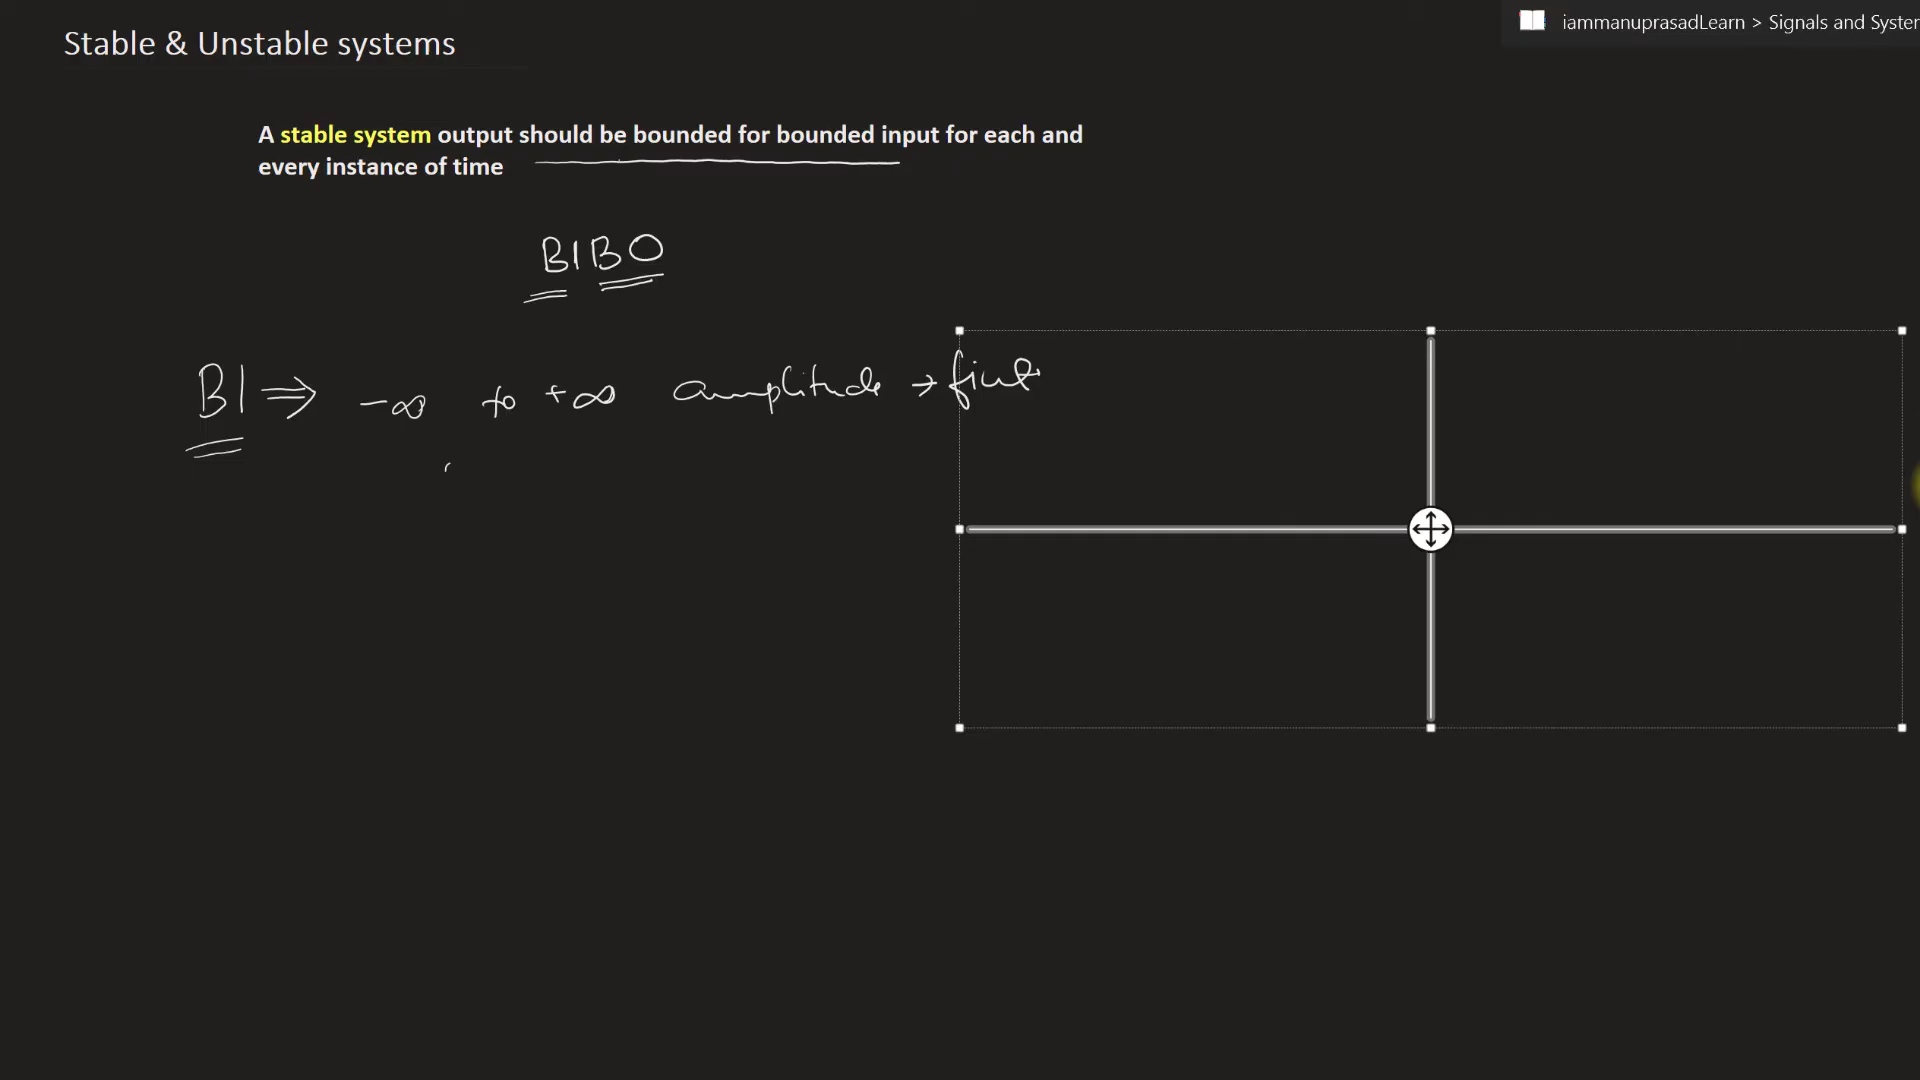 iammanuprasadLearn > Signals and Syster
Stable & Unstable systems
A stable system output should be bounded for bounded input for each and
every instance of time
BIBO
BI ⇒ -∞ to +∞ amplitude → finite